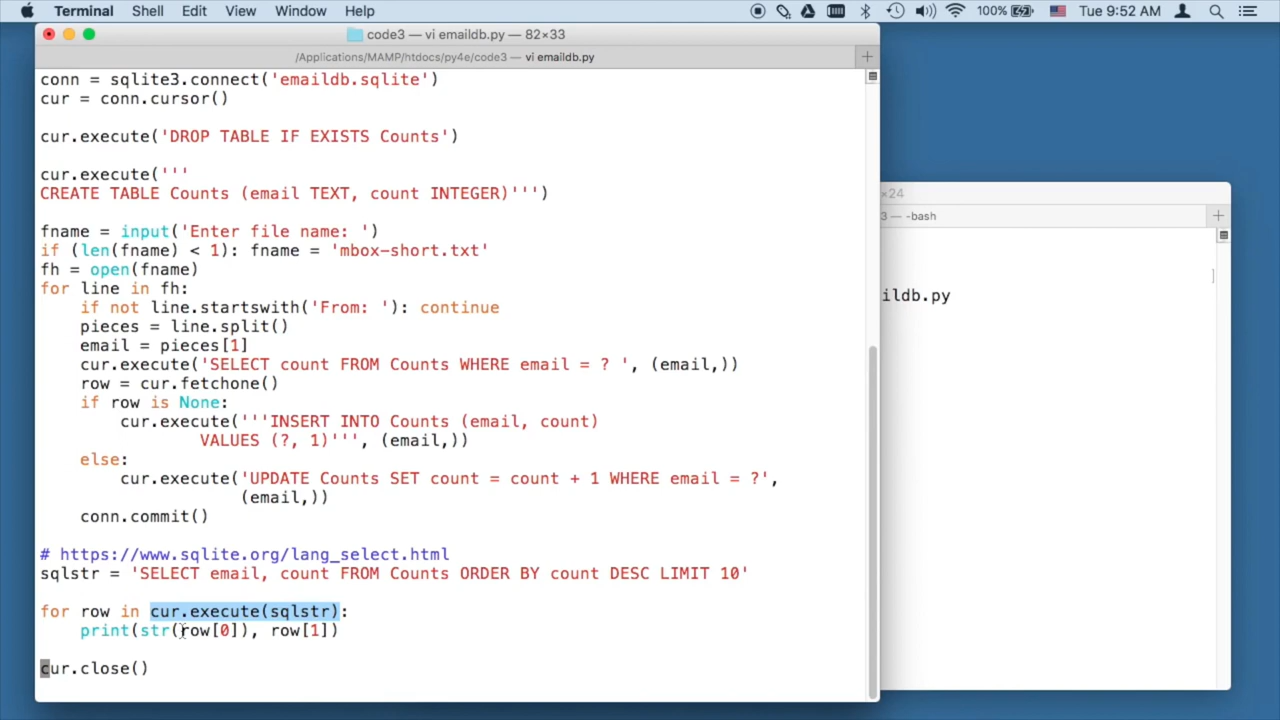 Terminal Shell Edit View Window Help 100% Tue 9:52 AM
code3 — vi emaildb.py — 82×33
/Applications/MAMP/htdocs/py4e/code3 — vi emaildb.py
conn = sqlite3.connect('emaildb.sqlite')
cur = conn.cursor()
cur.execute('DROP TABLE IF EXISTS Counts')
cur.execute('''
CREATE TABLE Counts (email TEXT, count INTEGER)''')
fname = input('Enter file name: ')
if (len(fname) < 1): fname = 'mbox-short.txt'
fh = open(fname)
for line in fh:
    if not line.startswith('From: '): continue
    pieces = line.split()
    email = pieces[1]
    cur.execute('SELECT count FROM Counts WHERE email = ? ', (email,))
    row = cur.fetchone()
    if row is None:
        cur.execute('''INSERT INTO Counts (email, count)
                VALUES (?, 1)''', (email,))
    else:
        cur.execute('UPDATE Counts SET count = count + 1 WHERE email = ?',
                    (email,))
    conn.commit()
# https://www.sqlite.org/lang_select.html
sqlstr = 'SELECT email, count FROM Counts ORDER BY count DESC LIMIT 10'
for row in cur.execute(sqlstr):
    print(str(row[0]), row[1])
cur.close()
×24
3 — -bash
]
ildb.py